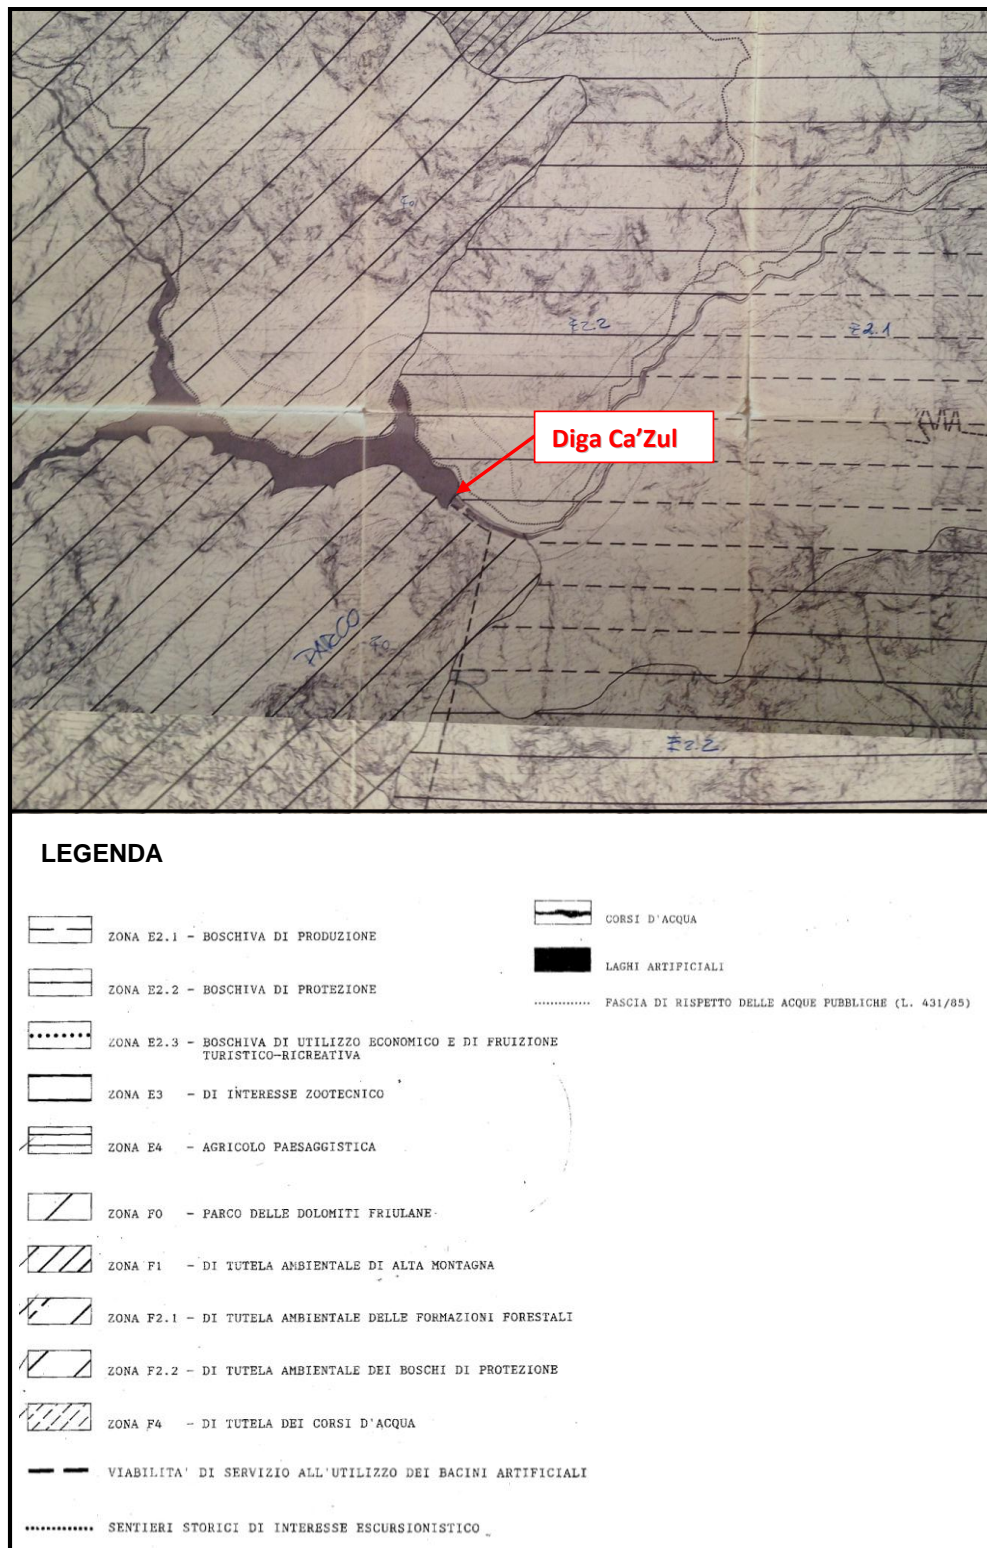 Fo
E2.2
E2.1
Diga Ca'Zul
PARCO
Fo
E2.2
LEGENDA
ZONA E2.1 - BOSCHIVA DI PRODUZIONE
ZONA E2.2 - BOSCHIVA DI PROTEZIONE
ZONA E2.3 - BOSCHIVA DI UTILIZZO ECONOMICO E DI FRUIZIONE
TURISTICO-RICREATIVA
ZONA E3 - DI INTERESSE ZOOTECNICO
ZONA E4 - AGRICOLO PAESAGGISTICA
ZONA F0 - PARCO DELLE DOLOMITI FRIULANE
ZONA F1 - DI TUTELA AMBIENTALE DI ALTA MONTAGNA
ZONA F2.1 - DI TUTELA AMBIENTALE DELLE FORMAZIONI FORESTALI
ZONA F2.2 - DI TUTELA AMBIENTALE DEI BOSCHI DI PROTEZIONE
ZONA F4 - DI TUTELA DEI CORSI D'ACQUA
VIABILITA' DI SERVIZIO ALL'UTILIZZO DEI BACINI ARTIFICIALI
SENTIERI STORICI DI INTERESSE ESCURSIONISTICO
CORSI D'ACQUA
LAGHI ARTIFICIALI
FASCIA DI RISPETTO DELLE ACQUE PUBBLICHE (L. 431/85)